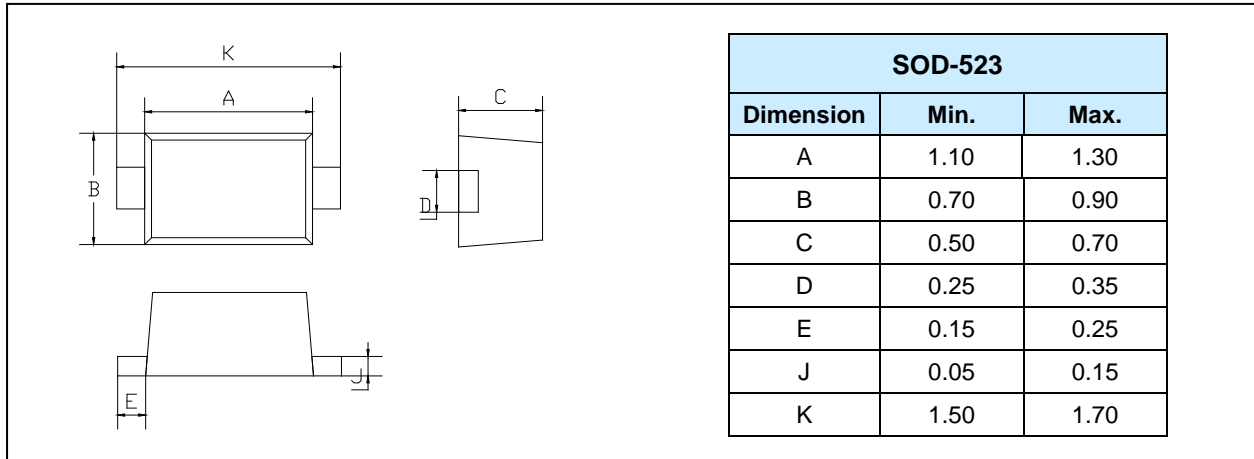 K
A
B
C
D
E
J
SOD-523
Dimension Min. Max.
A 1.10 1.30
B 0.70 0.90
C 0.50 0.70
D 0.25 0.35
E 0.15 0.25
J 0.05 0.15
K 1.50 1.70